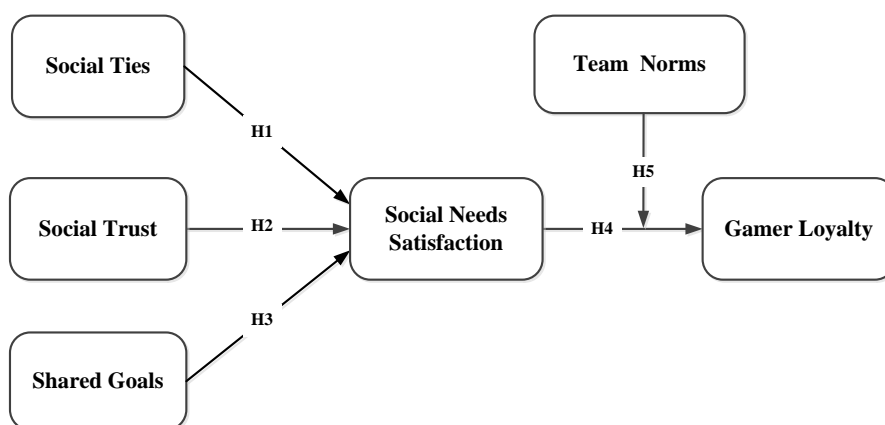 Social Ties
Team Norms
H1
H5
Social Trust
H2
Social Needs
Satisfaction
H4
Gamer Loyalty
H3
Shared Goals